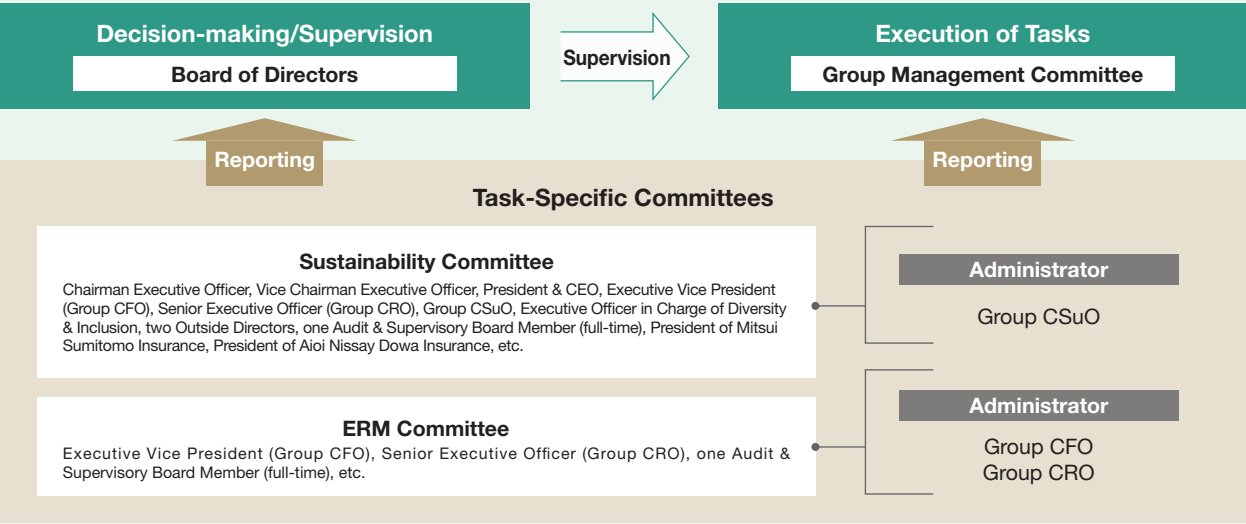 Decision-making/Supervision
Board of Directors
Supervision
Execution of Tasks
Group Management Committee
Reporting
Reporting
Task-Specific Committees
Sustainability Committee
Chairman Executive Officer, Vice Chairman Executive Officer, President & CEO, Executive Vice President
(Group CFO), Senior Executive Officer (Group CRO), Group CSuO, Executive Officer in Charge of Diversity
& Inclusion, two Outside Directors, one Audit & Supervisory Board Member (full-time), President of Mitsui
Sumitomo Insurance, President of Aioi Nissay Dowa Insurance, etc.
Administrator
Group CSuO
ERM Committee
Executive Vice President (Group CFO), Senior Executive Officer (Group CRO), one Audit &
Supervisory Board Member (full-time), etc.
Administrator
Group CFO
Group CRO